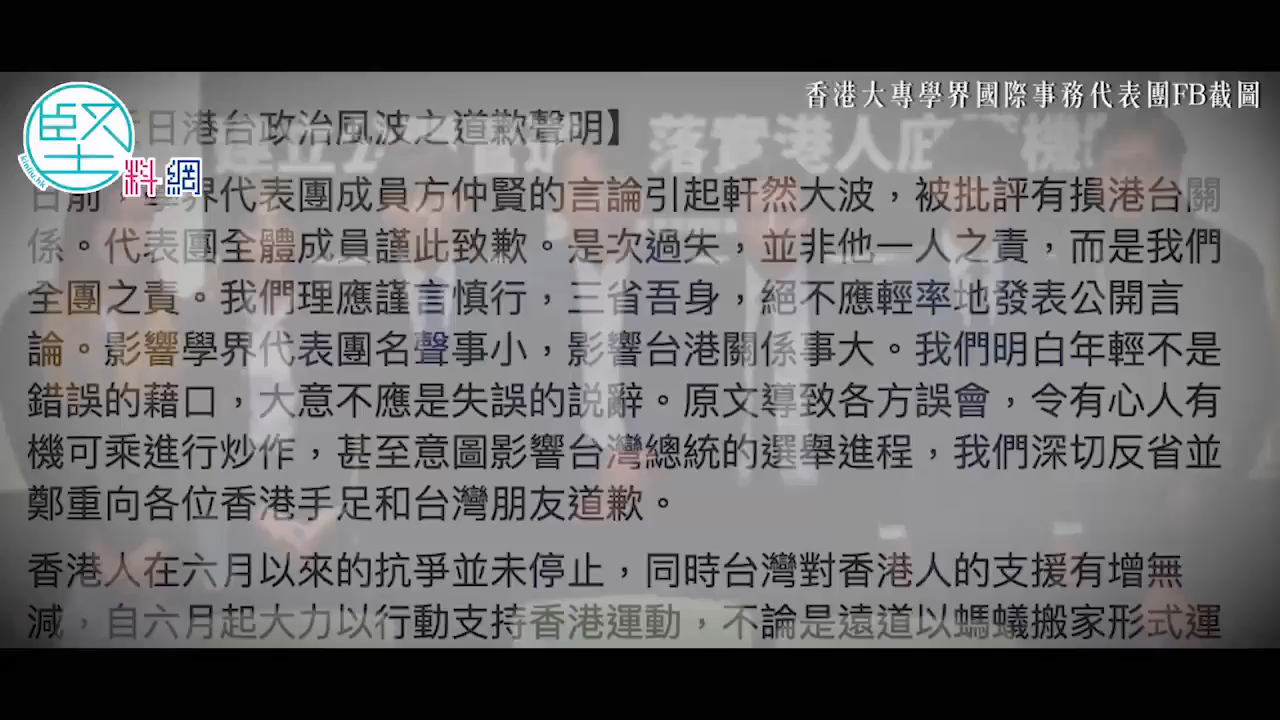 香港大專學界國際事務代表團FB截圖
堅料網
kinliu.hk
日港台政治風波之道歉聲明】
落實港人庇
日前，學界代表團成員方仲賢的言論引起軒然大波，被批評有損港台關
係。代表團全體成員謹此致歉。是次過失，並非他一人之責，而是我們
全團之責。我們理應謹言慎行，三省吾身，絕不應輕率地發表公開言
論。影響學界代表團名聲事小，影響台港關係事大。我們明白年輕不是
錯誤的藉口，大意不應是失誤的説辭。原文導致各方誤會，令有心人有
機可乘進行炒作，甚至意圖影響台灣總統的選舉進程，我們深切反省並
鄭重向各位香港手足和台灣朋友道歉。
香港人在六月以來的抗爭並未停止，同時台灣對香港人的支援有增無
減，自六月起大力以行動支持香港運動，不論是遠道以螞蟻搬家形式運